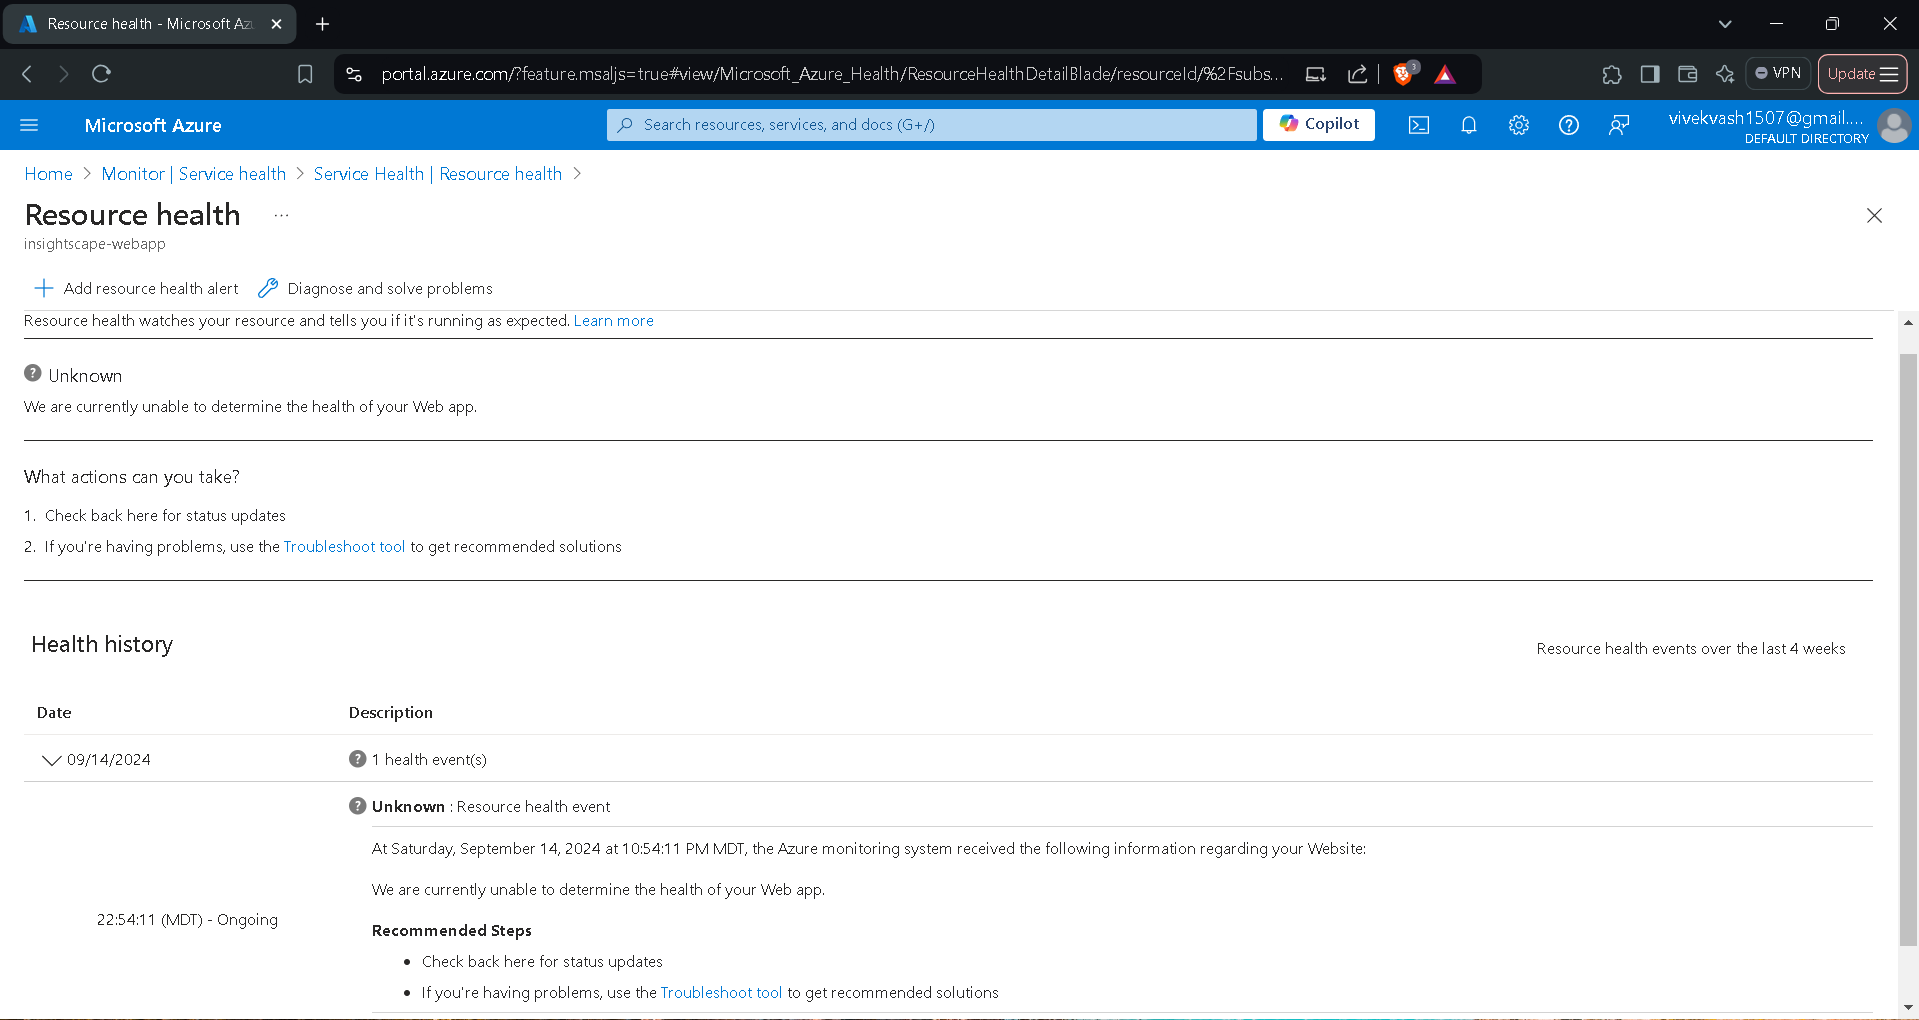 Resource health - Microsoft Az
portal.azure.com/?feature.msaljs=true#view/Microsoft_Azure_Health/ResourceHealthDetailBlade/resourceId/%2Fsubs...
3
VPN
Update
Microsoft Azure
Search resources, services, and docs (G+/)
Copilot
vivekvash1507@gmail....
DEFAULT DIRECTORY
Home > Monitor | Service health > Service Health | Resource health >
Resource health ...
insightscape-webapp
Add resource health alert
Diagnose and solve problems
Resource health watches your resource and tells you if it's running as expected. Learn more
Unknown
We are currently unable to determine the health of your Web app.
What actions can you take?
1. Check back here for status updates
2. If you're having problems, use the Troubleshoot tool to get recommended solutions
Health history
Resource health events over the last 4 weeks
Date
Description
09/14/2024
1 health event(s)
Unknown : Resource health event
At Saturday, September 14, 2024 at 10:54:11 PM MDT, the Azure monitoring system received the following information regarding your Website:
We are currently unable to determine the health of your Web app.
22:54:11 (MDT) - Ongoing
Recommended Steps
• Check back here for status updates
• If you're having problems, use the Troubleshoot tool to get recommended solutions